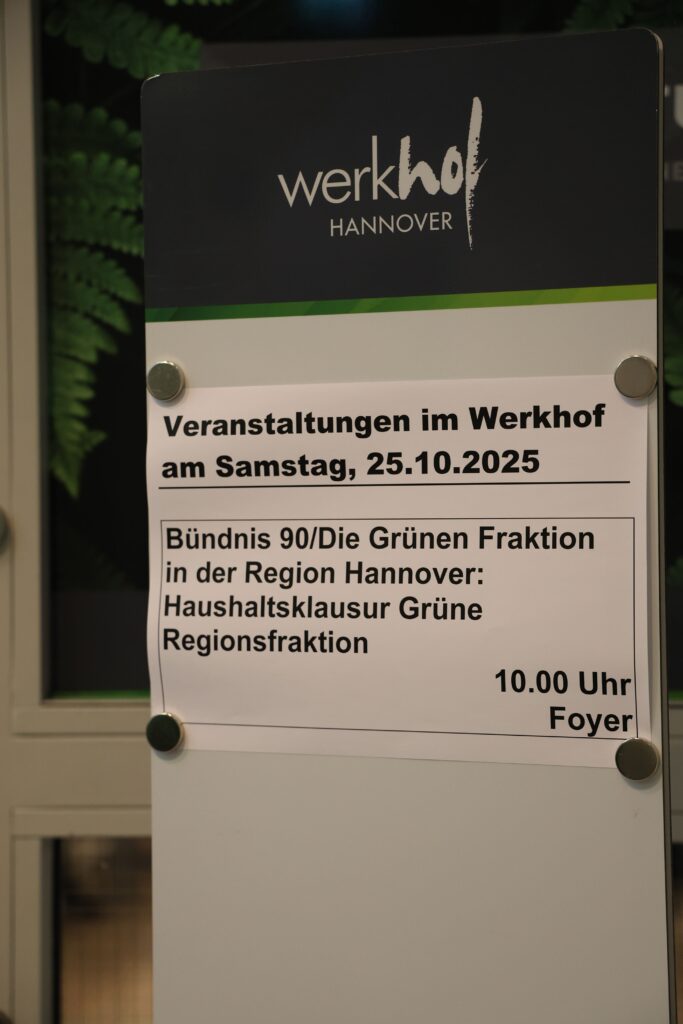 werkhof
HANNOVER
Veranstaltungen im Werkhof
am Samstag, 25.10.2025
Bündnis 90/Die Grünen Fraktion
in der Region Hannover:
Haushaltsklausur Grüne
Regionsfraktion
10.00 Uhr
Foyer